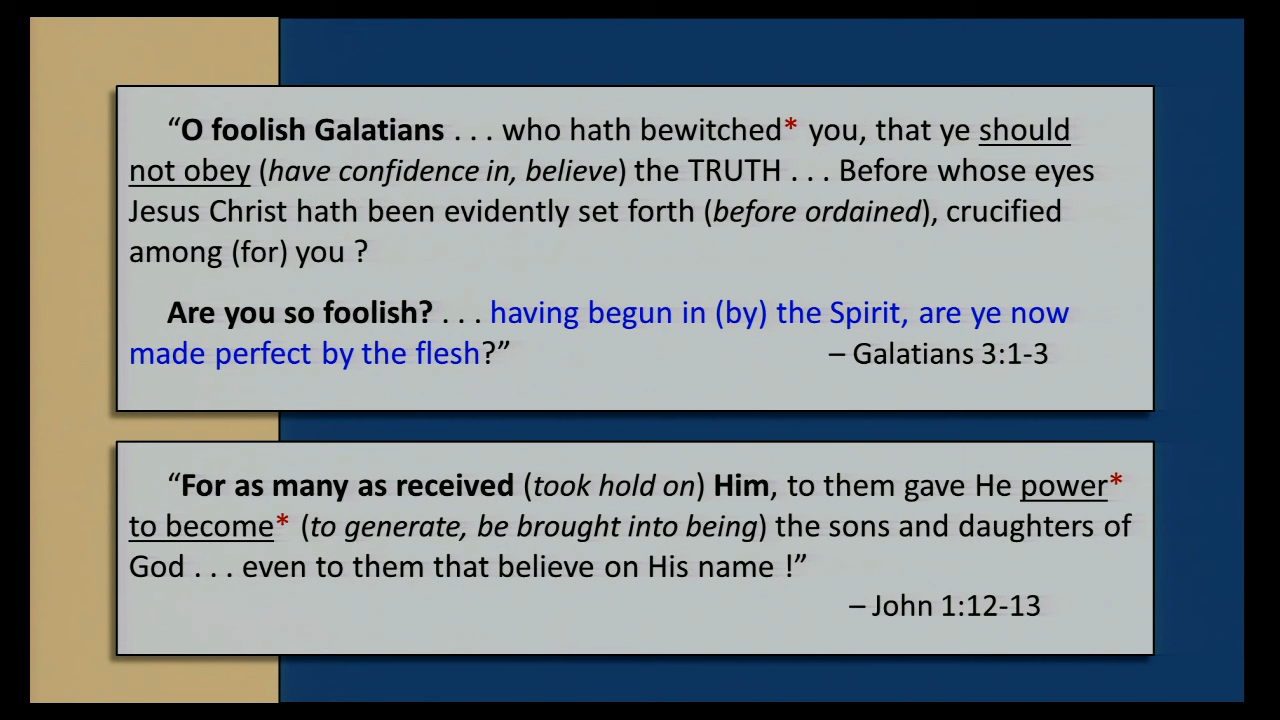 “O foolish Galatians . . . who hath bewitched* you, that ye should
not obey (have confidence in, believe) the TRUTH . . . Before whose eyes
Jesus Christ hath been evidently set forth (before ordained), crucified
among (for) you ?
Are you so foolish? . . . having begun in (by) the Spirit, are ye now
made perfect by the flesh?” – Galatians 3:1-3
“For as many as received (took hold on) Him, to them gave He power*
to become* (to generate, be brought into being) the sons and daughters of
God . . . even to them that believe on His name !”
– John 1:12-13